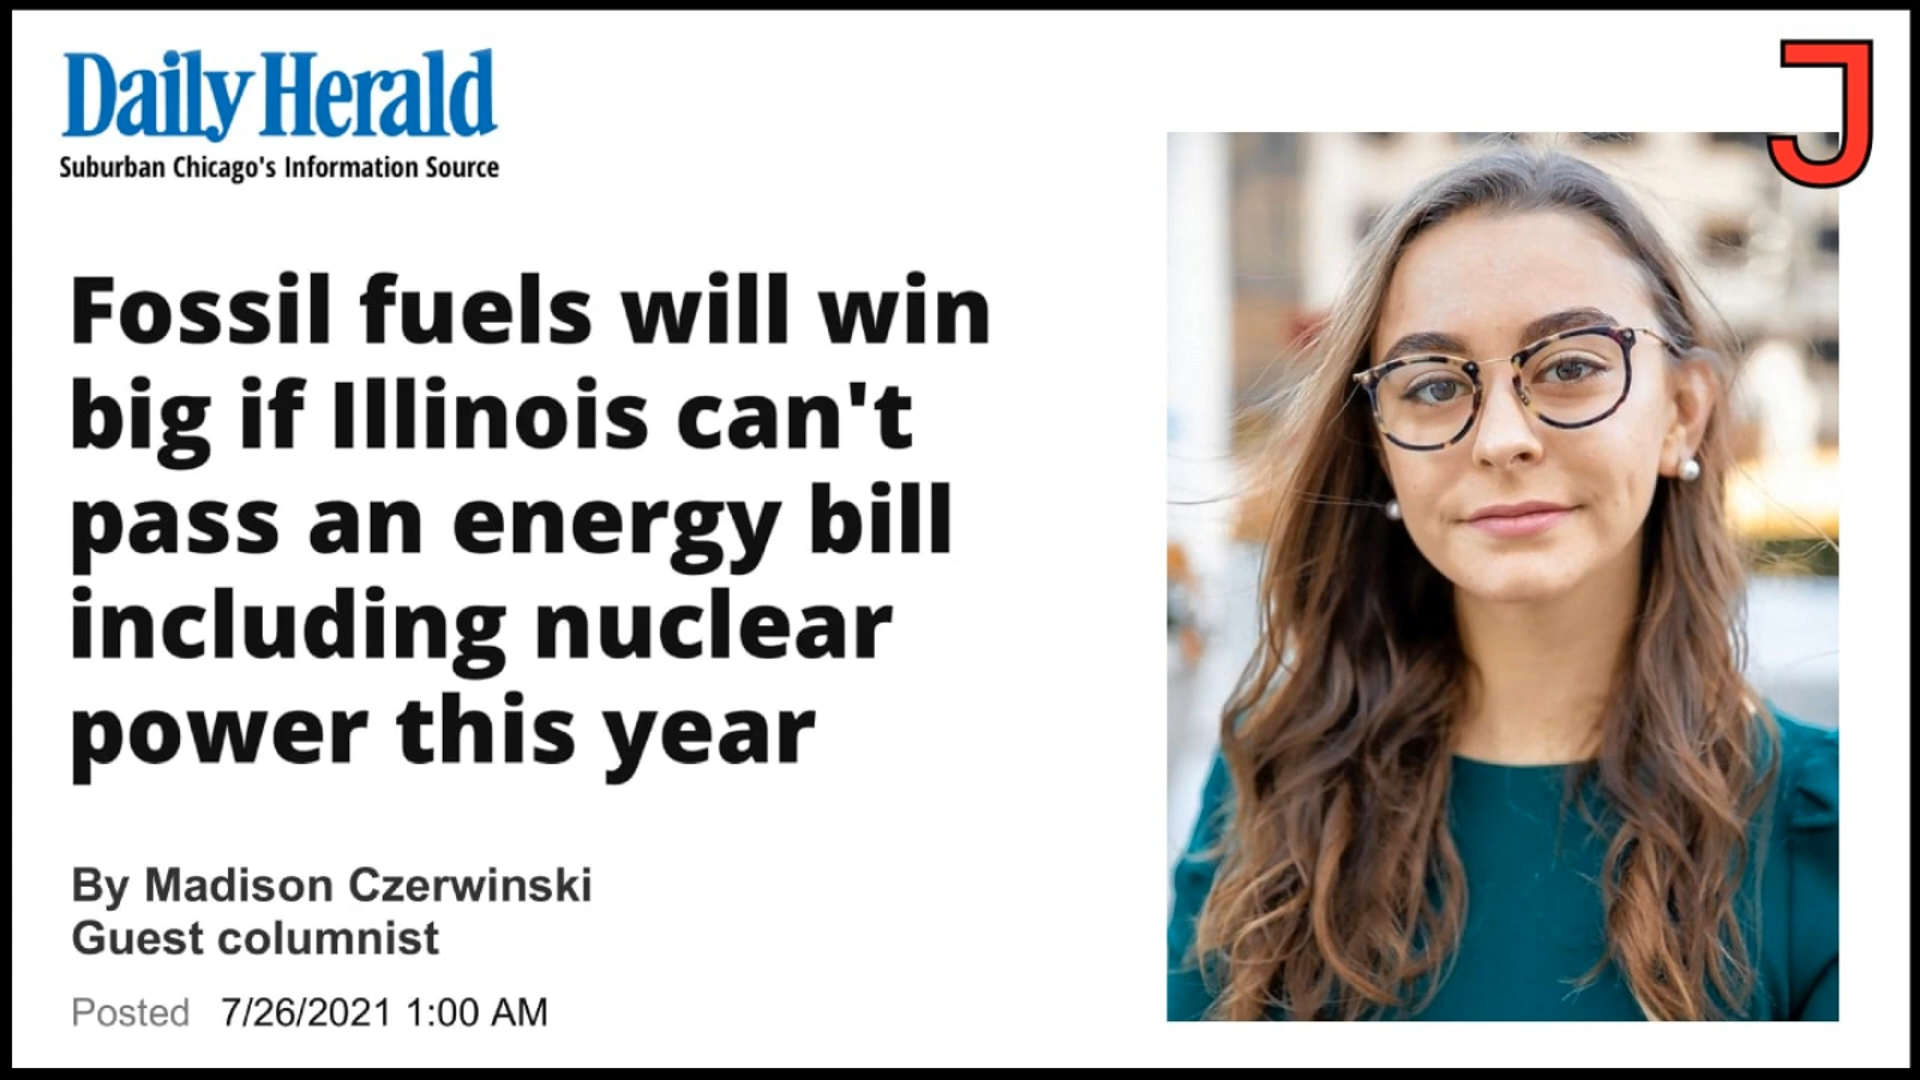 Daily Herald
Suburban Chicago's Information Source
J
Fossil fuels will win
big if Illinois can't
pass an energy bill
including nuclear
power this year
By Madison Czerwinski
Guest columnist
Posted 7/26/2021 1:00 AM